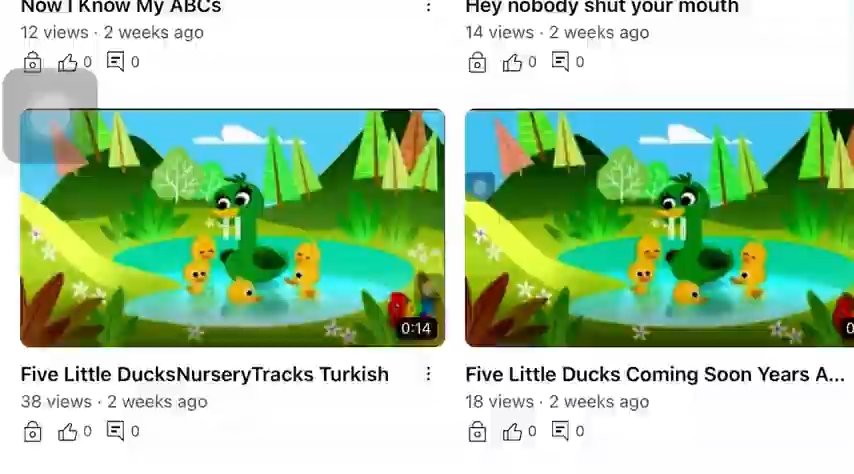 Now I Know My ABCs
Hey nobody shut your mouth
12 views · 2 weeks ago
14 views · 2 weeks ago
0 0
0 0
0:14
0
Five Little DucksNurseryTracks Turkish
Five Little Ducks Coming Soon Years A...
38 views · 2 weeks ago
18 views · 2 weeks ago
0 0
0 0